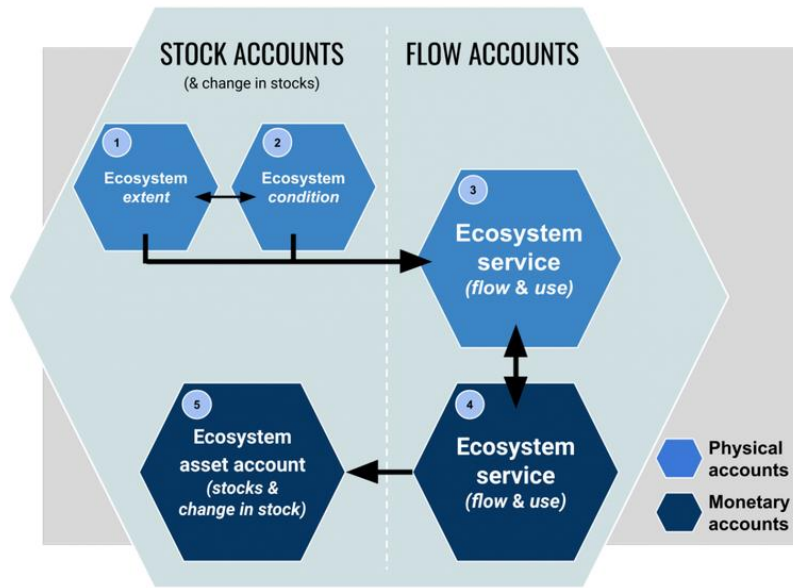 STOCK ACCOUNTS
(& change in stocks)
FLOW ACCOUNTS
1
Ecosystem
extent
2
Ecosystem
condition
3
Ecosystem
service
(flow & use)
5
Ecosystem
asset account
(stocks &
change in stock)
4
Ecosystem
service
(flow & use)
Physical
accounts
Monetary
accounts